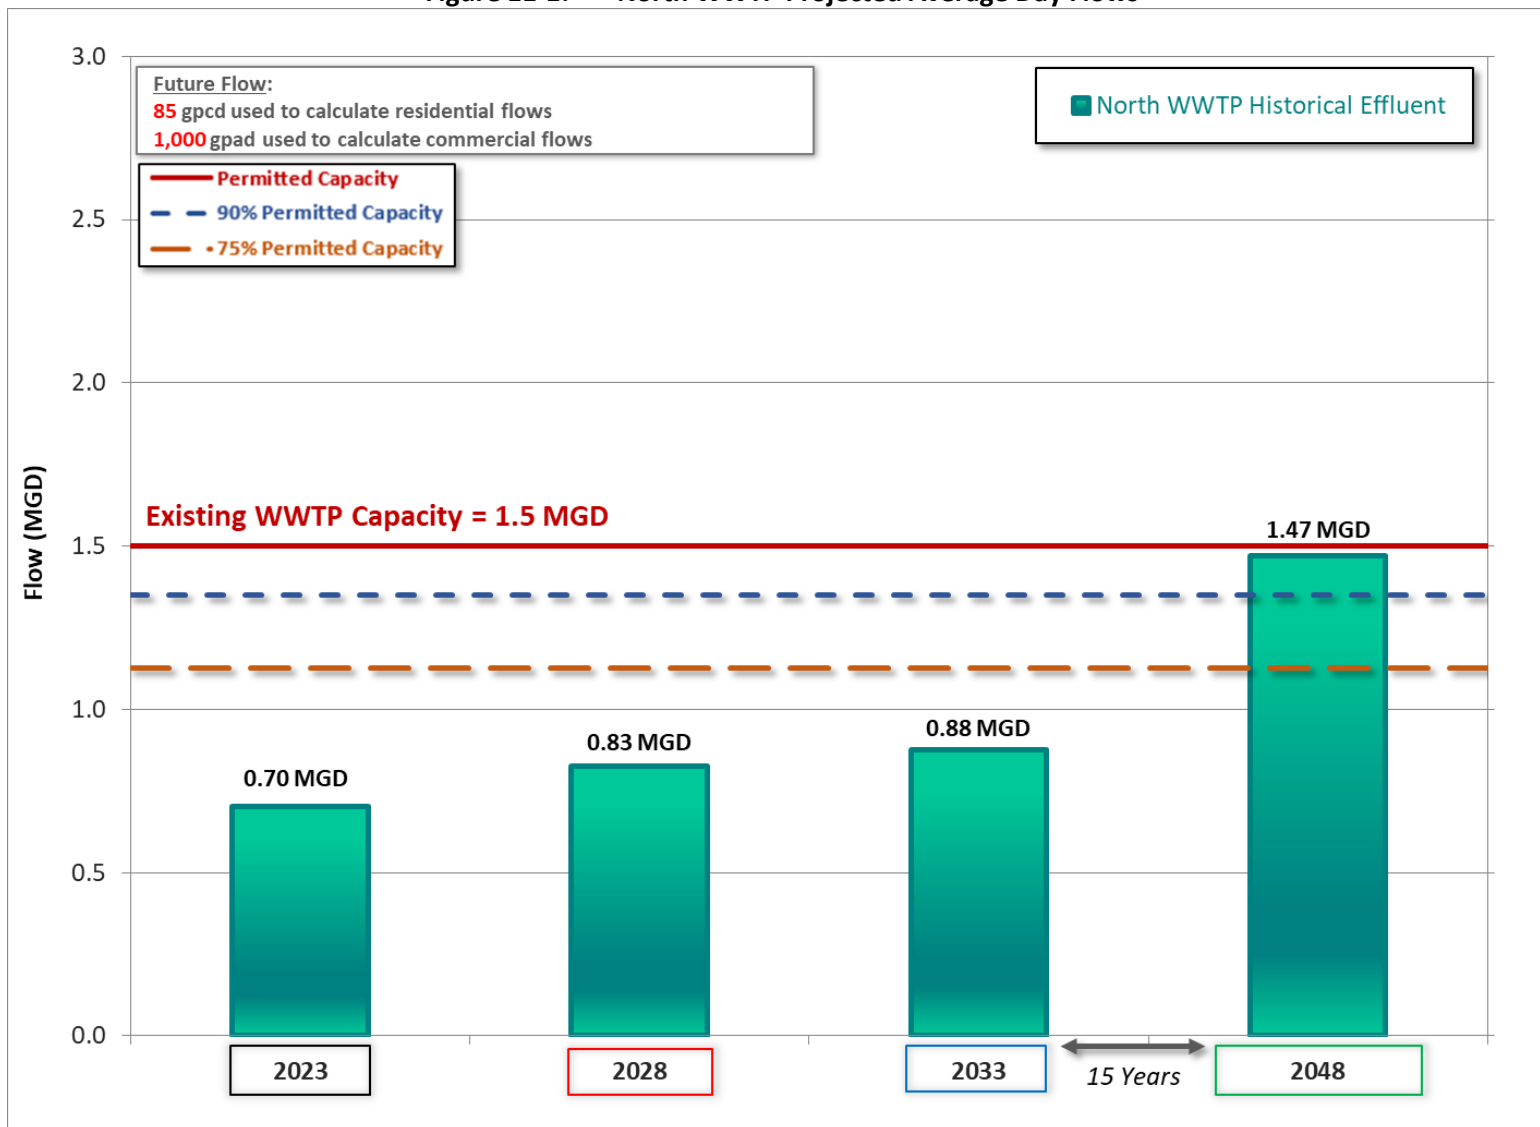 3.0
Future Flow:
85 gpcd used to calculate residential flows
1,000 gpad used to calculate commercial flows
North WWTP Historical Effluent
Permitted Capacity
90% Permitted Capacity
75% Permitted Capacity
2.5
2.0
Flow (MGD)
Existing WWTP Capacity = 1.5 MGD
1.47 MGD
1.5
1.0
0.88 MGD
0.83 MGD
0.70 MGD
0.5
0.0
2023
2028
2033
15 Years
2048